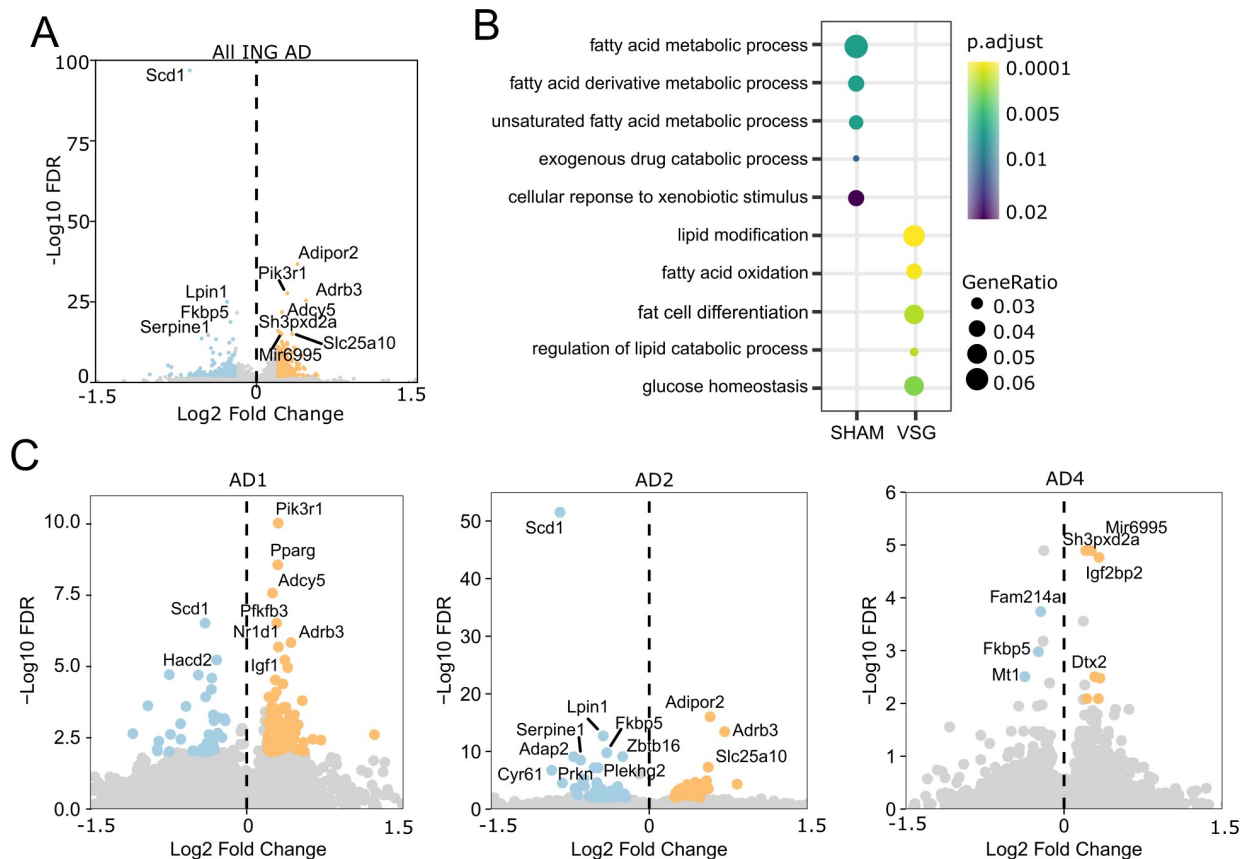 A
All ING AD
100
75
50
25
0
-Log10 FDR
Scd1
Adipor2
Pik3r1
Adrb3
Lpin1
Adcy5
Fkbp5
Sh3pxd2a
Serpine1
Slc25a10
Mir6995
-1.5
0
1.5
Log2 Fold Change
B
fatty acid metabolic process
fatty acid derivative metabolic process
unsaturated fatty acid metabolic process
exogenous drug catabolic process
cellular reponse to xenobiotic stimulus
lipid modification
fatty acid oxidation
fat cell differentiation
regulation of lipid catabolic process
glucose homeostasis
SHAM
VSG
p.adjust
0.0001
0.005
0.01
0.02
GeneRatio
0.03
0.04
0.05
0.06
C
AD1
10.0
7.5
5.0
2.5
0.0
−Log10 FDR
Pik3r1
Pparg
Adcy5
Scd1
Pfkfb3
Nr1d1
Adrb3
Hacd2
Igf1
-1.5
0
1.5
Log2 Fold Change
AD2
50
40
30
20
10
0
−Log10 FDR
Scd1
Lpin1
Adipor2
Serpine1
Fkbp5
Adrb3
Adap2
Zbtb16
Slc25a10
Cyr61
Prkn
Plekhg2
-1.5
0
1.5
Log2 Fold Change
AD4
6
5
4
3
2
1
0
−Log10 FDR
Mir6995
Sh3pxd2a
Igf2bp2
Fam214a
Fkbp5
Dtx2
Mt1
-1.5
0
1.5
Log2 Fold Change